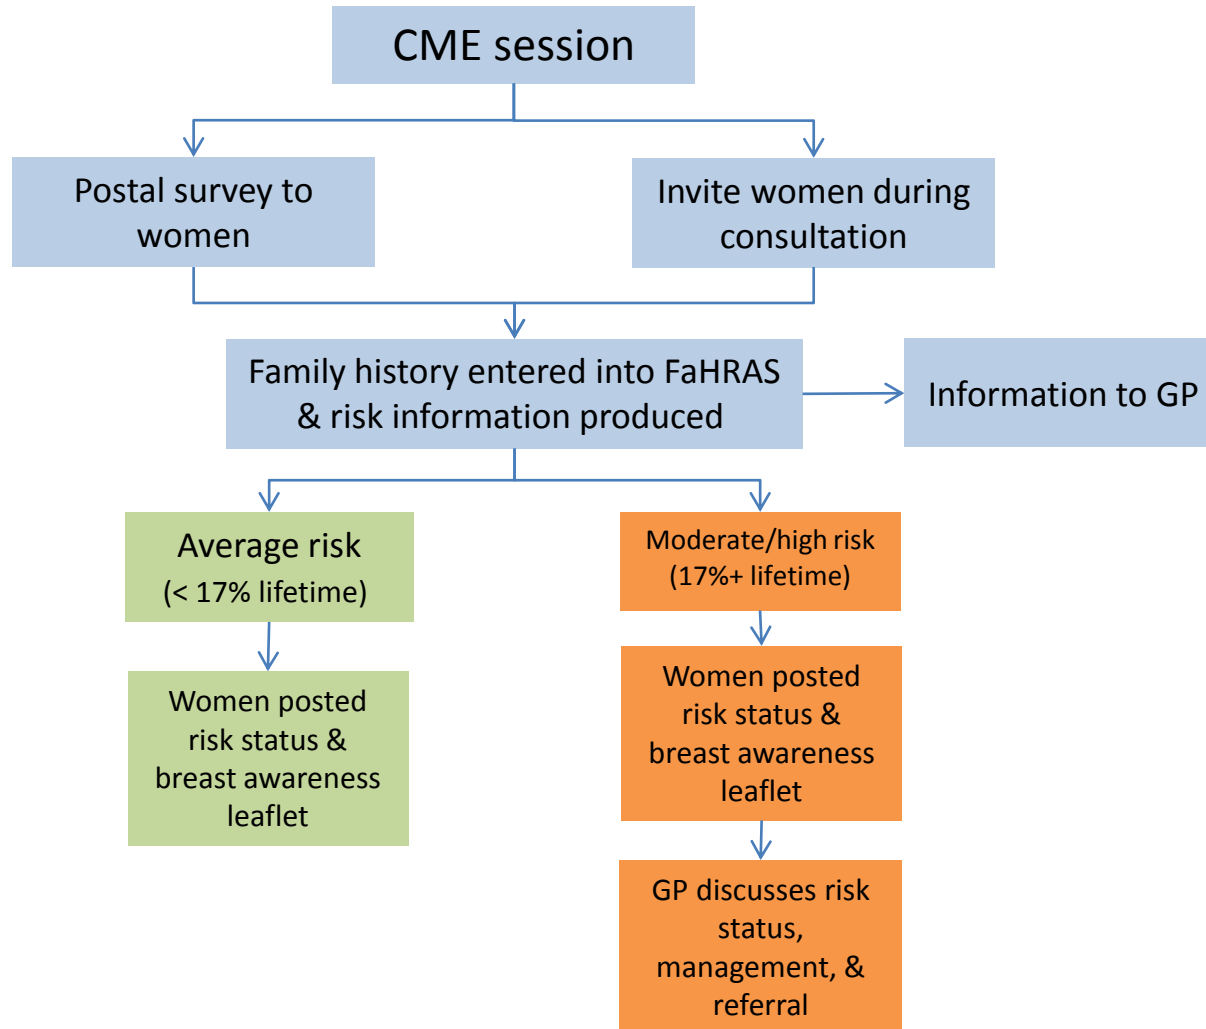 CME session
Postal survey to
women
Invite women during
consultation
Family history entered into FaHRAS
& risk information produced
Information to GP
Average risk
(< 17% lifetime)
Moderate/high risk
(17%+ lifetime)
Women posted
risk status &
breast awareness
leaflet
Women posted
risk status &
breast awareness
leaflet
GP discusses risk
status,
management, &
referral